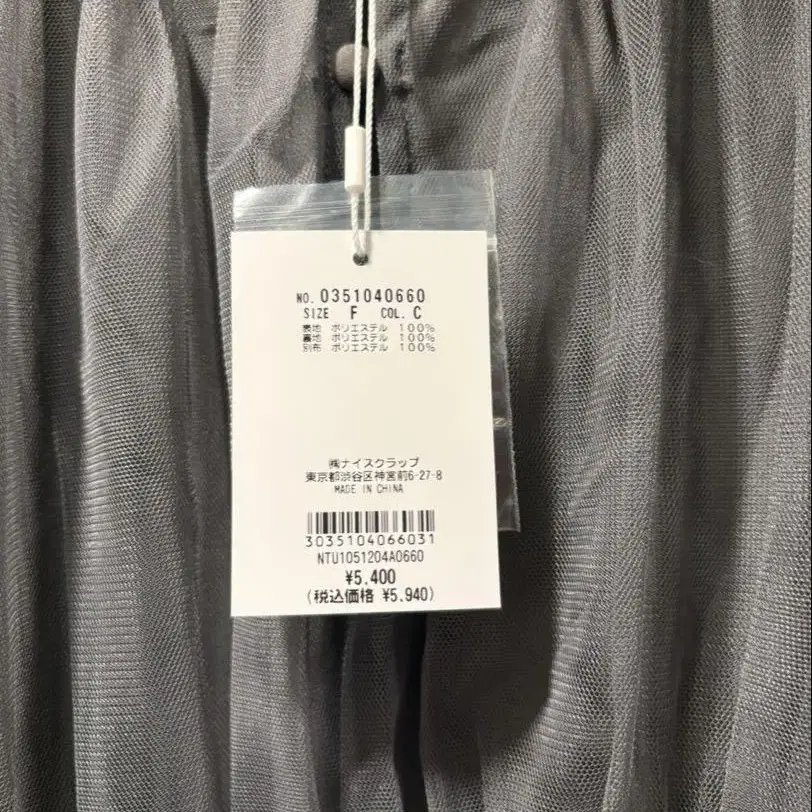 NO. 0351040660
SIZE F COL. C
表地 ポリエステル 100%
裏地 ポリエステル 100%
別布 ポリエステル 100%
㈱ナイスクラップ
東京都渋谷区神宮前6-27-8
MADE IN CHINA
3035104066031
NTU1051204A0660
¥5,400
(税込価格 ¥5,940)